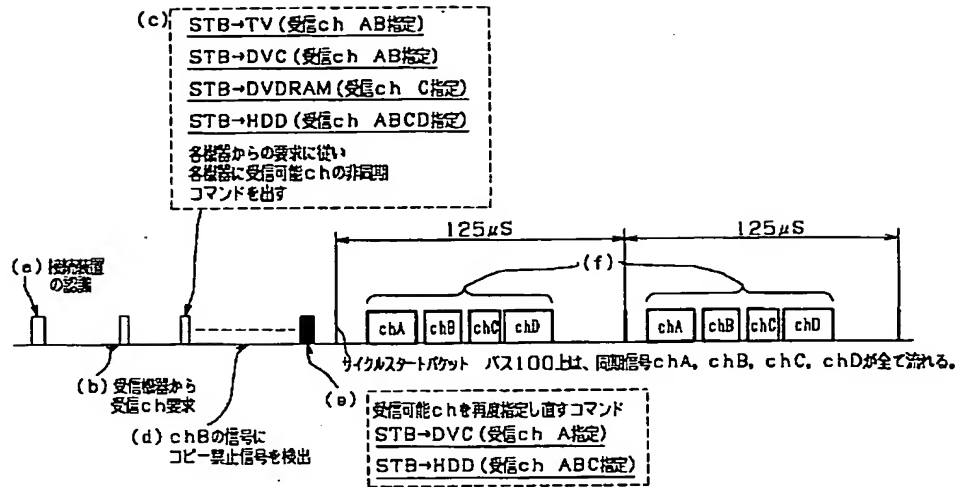 (c)
STB→TV(受信ch AB指定)
STB→DVC(受信ch AB指定)
STB→DVDRAM(受信ch C指定)
STB→HDD(受信ch ABCD指定)
各機器からの要求に従い
各機器に受信可能chの非同期
コマンドを出す
125μS
125μS
(a) 接続装置
の認識
(f)
chA
chB
chC
chD
chA
chB
chC
chD
サイクルスタートパケット バス100上は、同期信号chA, chB, chC, chDが全て流れる。
(b) 受信機器から
受信ch要求
(d) chBの信号に
コピー禁止信号を検出
(e)
受信可能chを再度指定し直すコマンド
STB→DVC(受信ch A指定)
STB→HDD(受信ch ABC指定)